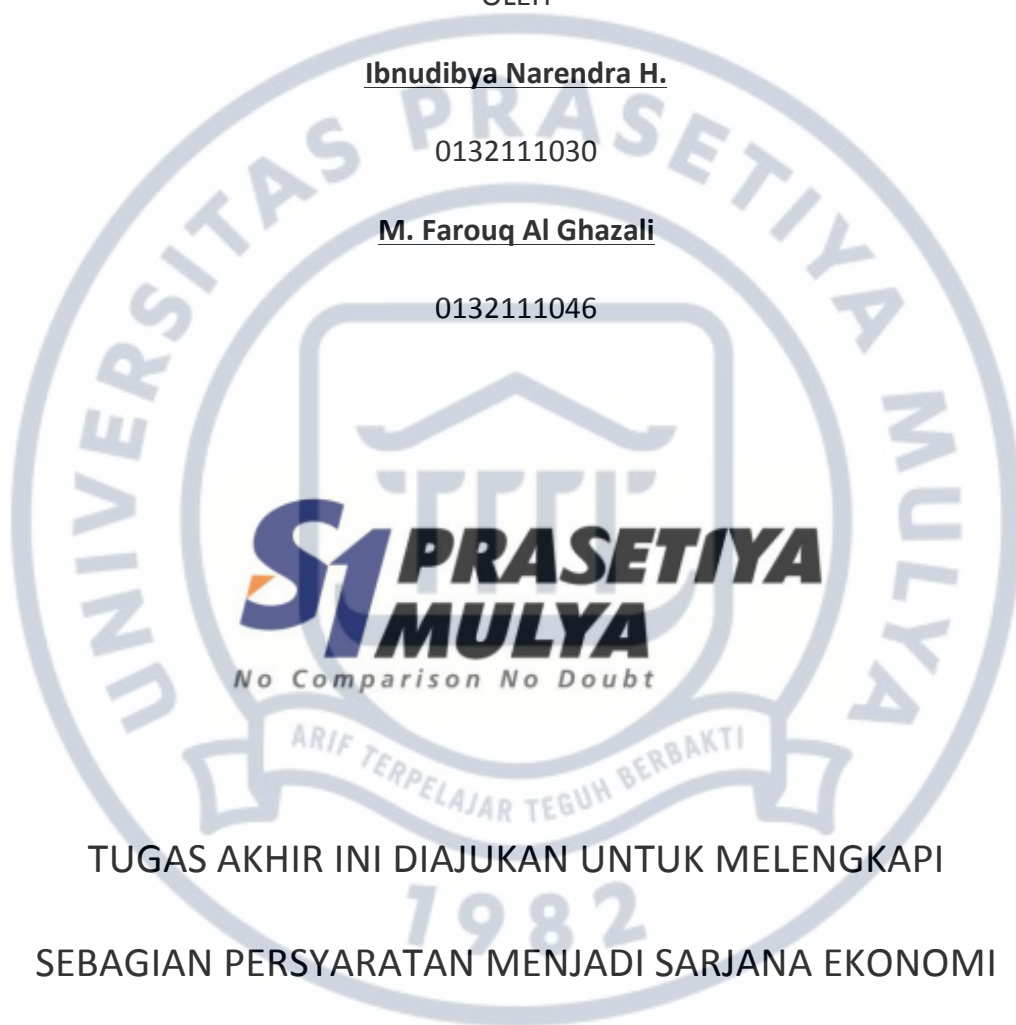 OLEH
Ibnudibya Narendra H.
0132111030
M. Farouq Al Ghazali
0132111046
UNIVERSITAS PRASETIYA MULYA
S1 PRASETIYA
MULYA
No Comparison No Doubt
ARIF TERPELAJAR TEGUH BERBAKTI
TUGAS AKHIR INI DIAJUKAN UNTUK MELENGKAPI
1982
SEBAGIAN PERSYARATAN MENJADI SARJANA EKONOMI